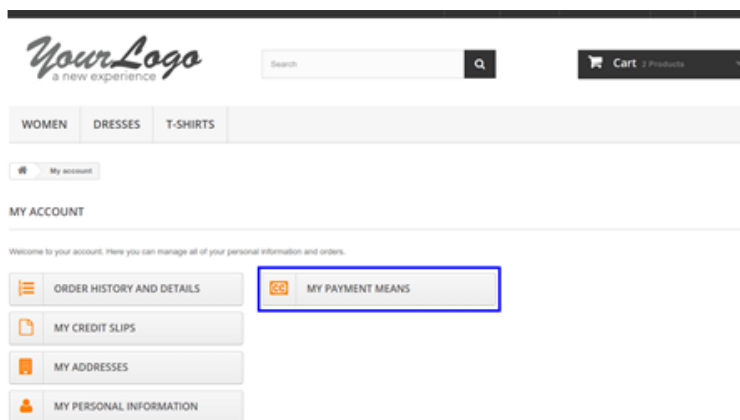 YourLogo
a new experience
Search
Cart 2 Products
WOMEN DRESSES T-SHIRTS
My account
MY ACCOUNT
Welcome to your account. Here you can manage all of your personal information and orders.
ORDER HISTORY AND DETAILS
CC MY PAYMENT MEANS
MY CREDIT SLIPS
MY ADDRESSES
MY PERSONAL INFORMATION